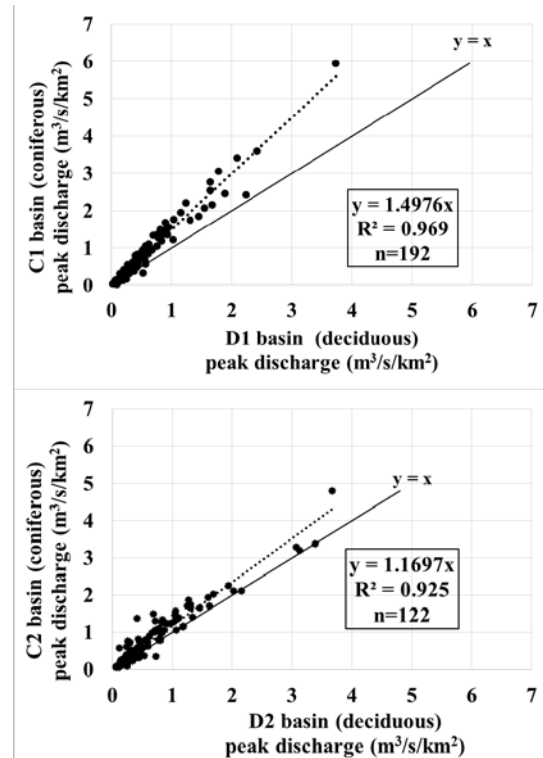 7
6
5
4
3
2
1
0
C1 basin (coniferous)
peak discharge (m³/s/km²)
y = x
y = 1.4976x
R² = 0.969
n=192
0 1 2 3 4 5 6 7
D1 basin (deciduous)
peak discharge (m³/s/km²)
7
6
5
4
3
2
1
0
C2 basin (coniferous)
peak discharge (m³/s/km²)
y = x
y = 1.1697x
R² = 0.925
n=122
0 1 2 3 4 5 6 7
D2 basin (deciduous)
peak discharge (m³/s/km²)